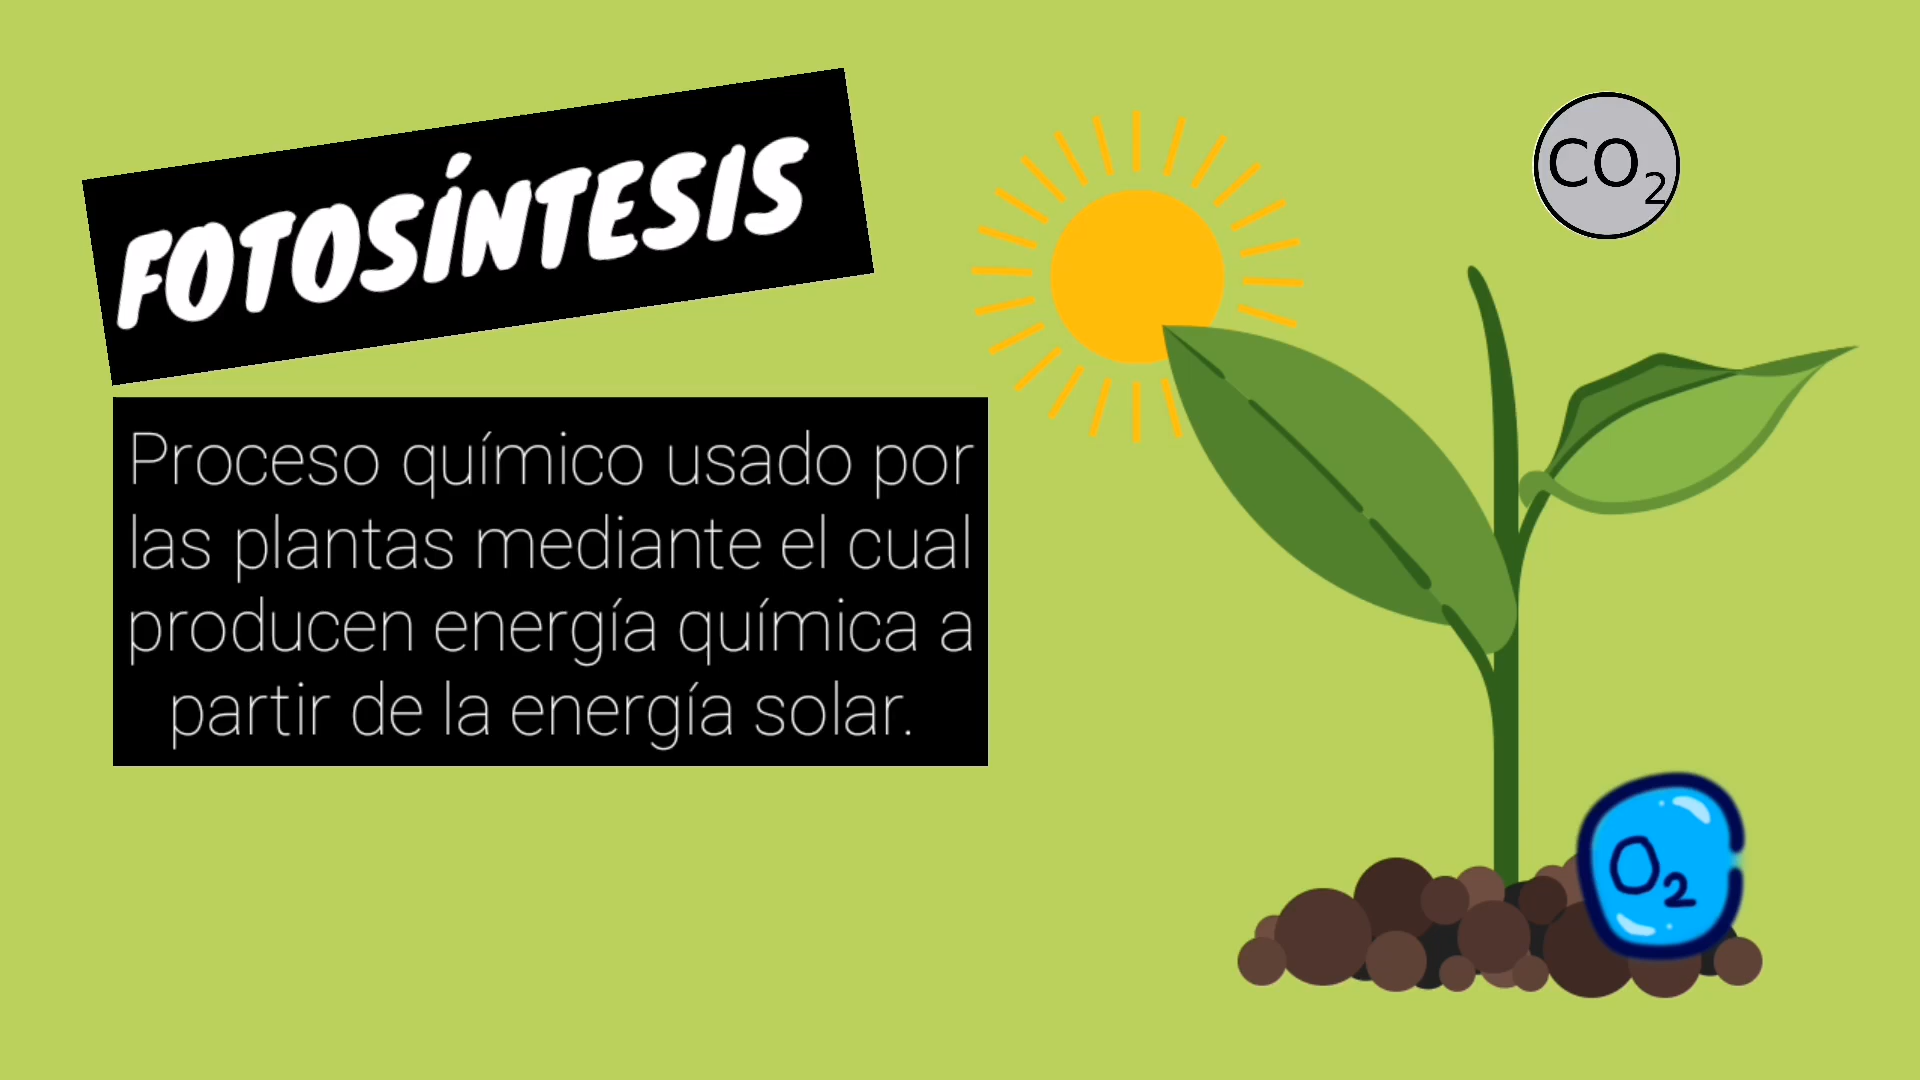 FOTOSÍNTESIS
CO₂
Proceso químico usado por
las plantas mediante el cual
producen energía química a
partir de la energía solar.
O₂